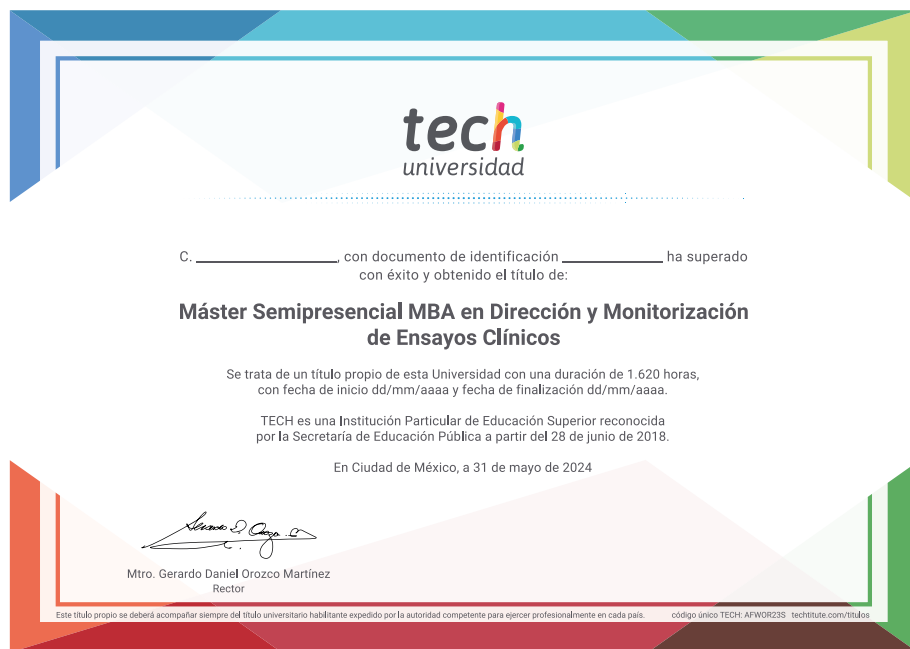 tech
universidad
C. ____________________, con documento de identificación ______________ ha superado
con éxito y obtenido el título de:
Máster Semipresencial MBA en Dirección y Monitorización
de Ensayos Clínicos
Se trata de un título propio de esta Universidad con una duración de 1.620 horas,
con fecha de inicio dd/mm/aaaa y fecha de finalización dd/mm/aaaa.
TECH es una Institución Particular de Educación Superior reconocida
por la Secretaría de Educación Pública a partir del 28 de junio de 2018.
En Ciudad de México, a 31 de mayo de 2024
Mtro. Gerardo Daniel Orozco Martínez
Rector
Este título propio se deberá acompañar siempre del título universitario habilitante expedido por la autoridad competente para ejercer profesionalmente en cada país. código único TECH: AFWOR23S techtitute.com/titulos